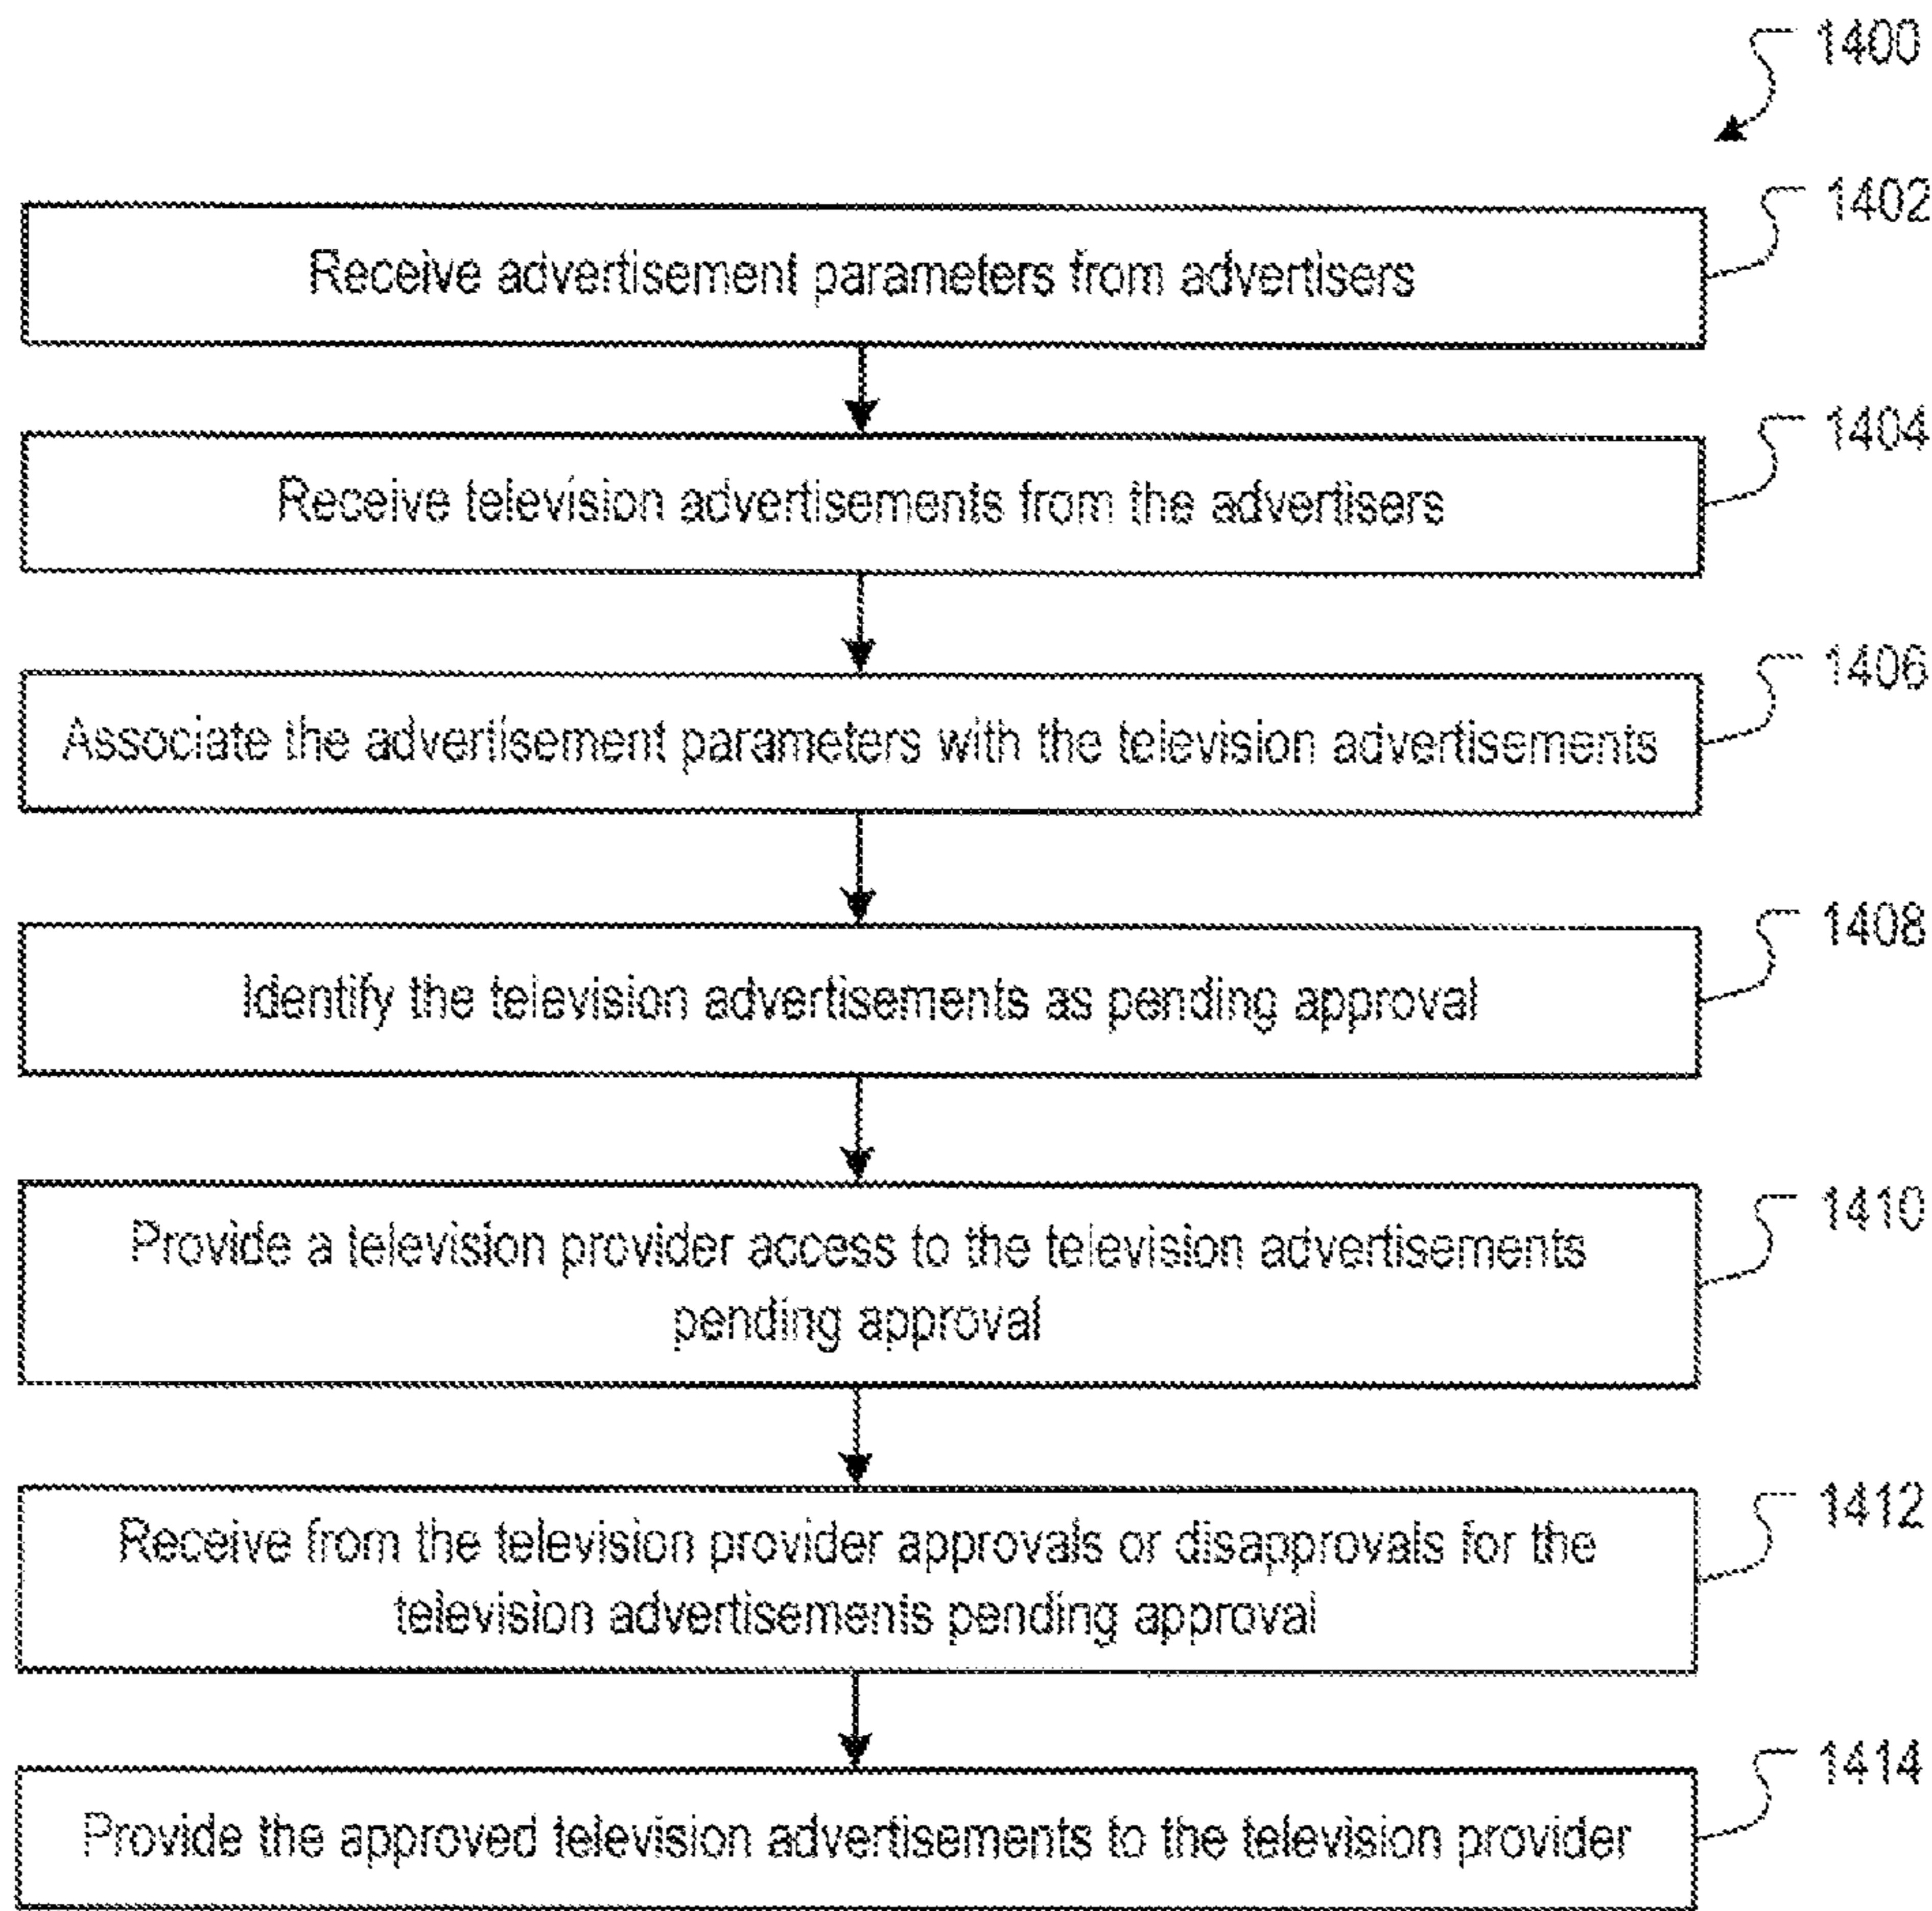 1400
1402
Receive advertisement parameters from advertisers
1404
Receive television advertisements from the advertisers
1406
Associate the advertisement parameters with the television advertisements
1408
Identify the television advertisements as pending approval
1410
Provide a television provider access to the television advertisements
pending approval
1412
Receive from the television provider approvals or disapprovals for the
television advertisements pending approval
1414
Provide the approved television advertisements to the television provider